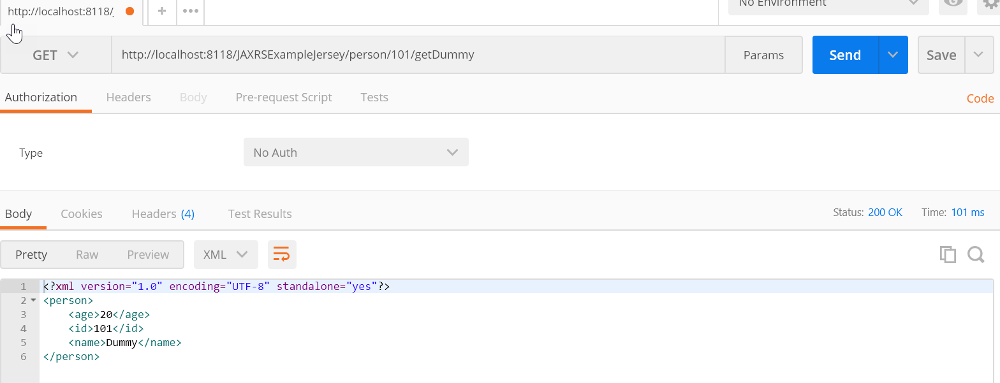 http://localhost:8118/J
No Environment
GET http://localhost:8118/JAXRSExampleJersey/person/101/getDummy Params Send Save
Authorization Headers Body Pre-request Script Tests Code
Type No Auth
Body Cookies Headers (4) Test Results Status: 200 OK Time: 101 ms
Pretty Raw Preview XML
1 <?xml version="1.0" encoding="UTF-8" standalone="yes"?>
2 <person>
3 <age>20</age>
4 <id>101</id>
5 <name>Dummy</name>
6 </person>